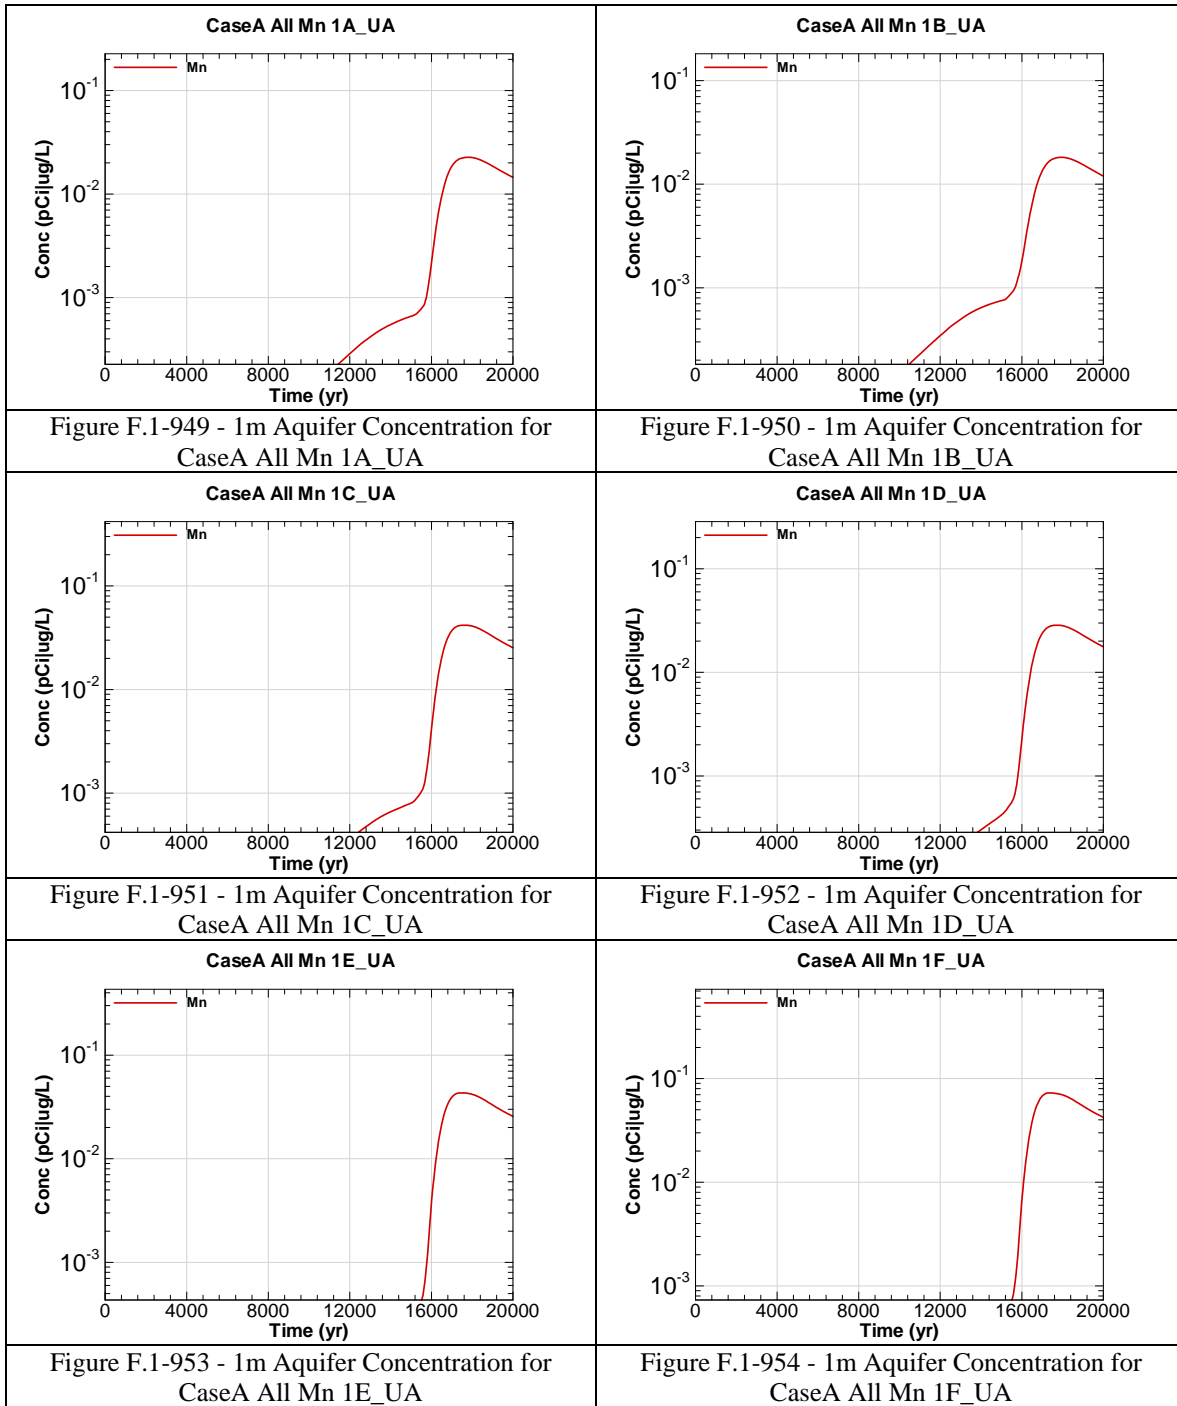 CaseA All Mn 1A_UA
Mn
10-1
10-2
10-3
Conc (pCi|ug/L)
0 4000 8000 12000 16000 20000
Time (yr)
Figure F.1-949 - 1m Aquifer Concentration for
CaseA All Mn 1A_UA
CaseA All Mn 1B_UA
Mn
10-1
10-2
10-3
Conc (pCi|ug/L)
0 4000 8000 12000 16000 20000
Time (yr)
Figure F.1-950 - 1m Aquifer Concentration for
CaseA All Mn 1B_UA
CaseA All Mn 1C_UA
Mn
10-1
10-2
10-3
Conc (pCi|ug/L)
0 4000 8000 12000 16000 20000
Time (yr)
Figure F.1-951 - 1m Aquifer Concentration for
CaseA All Mn 1C_UA
CaseA All Mn 1D_UA
Mn
10-1
10-2
10-3
Conc (pCi|ug/L)
0 4000 8000 12000 16000 20000
Time (yr)
Figure F.1-952 - 1m Aquifer Concentration for
CaseA All Mn 1D_UA
CaseA All Mn 1E_UA
Mn
10-1
10-2
10-3
Conc (pCi|ug/L)
0 4000 8000 12000 16000 20000
Time (yr)
Figure F.1-953 - 1m Aquifer Concentration for
CaseA All Mn 1E_UA
CaseA All Mn 1F_UA
Mn
10-1
10-2
10-3
Conc (pCi|ug/L)
0 4000 8000 12000 16000 20000
Time (yr)
Figure F.1-954 - 1m Aquifer Concentration for
CaseA All Mn 1F_UA